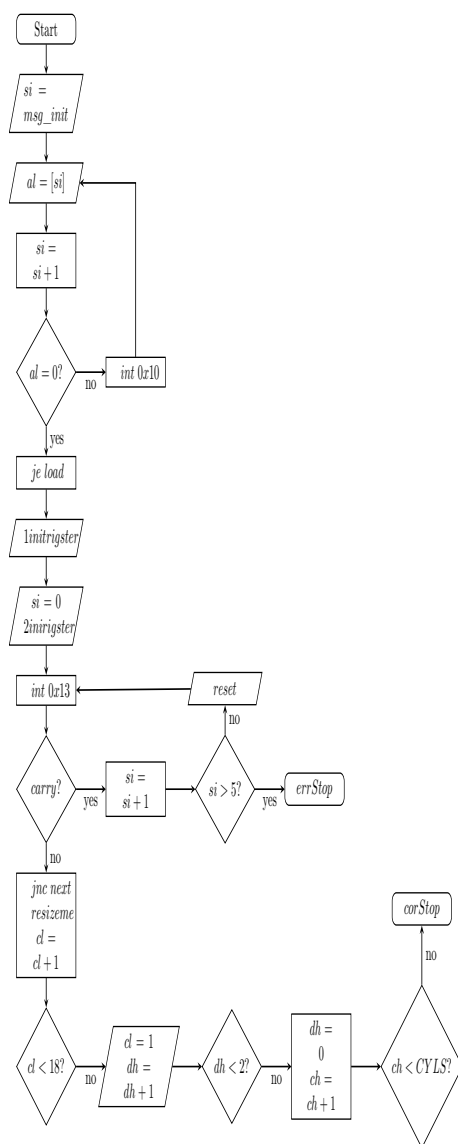 Start
si =
msg_init
al = [si]
si =
si + 1
al = 0?
no
int 0x10
yes
je load
1initrigster
si = 0
2inirigster
int 0x13
reset
no
carry?
yes
si =
si + 1
si > 5?
yes
errStop
no
jnc next
resizeme
cl =
cl + 1
corStop
no
cl < 18?
no
cl = 1
dh =
dh + 1
dh < 2?
no
dh =
0
ch =
ch + 1
ch < CYLS?